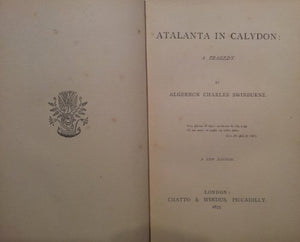 ATALANTA IN CALYDON:
A TRAGEDY
BY
ALGERNON CHARLES SWINBURNE.
A NEW EDITION.
LONDON:
CHATTO & WINDUS, PICCADILLY.